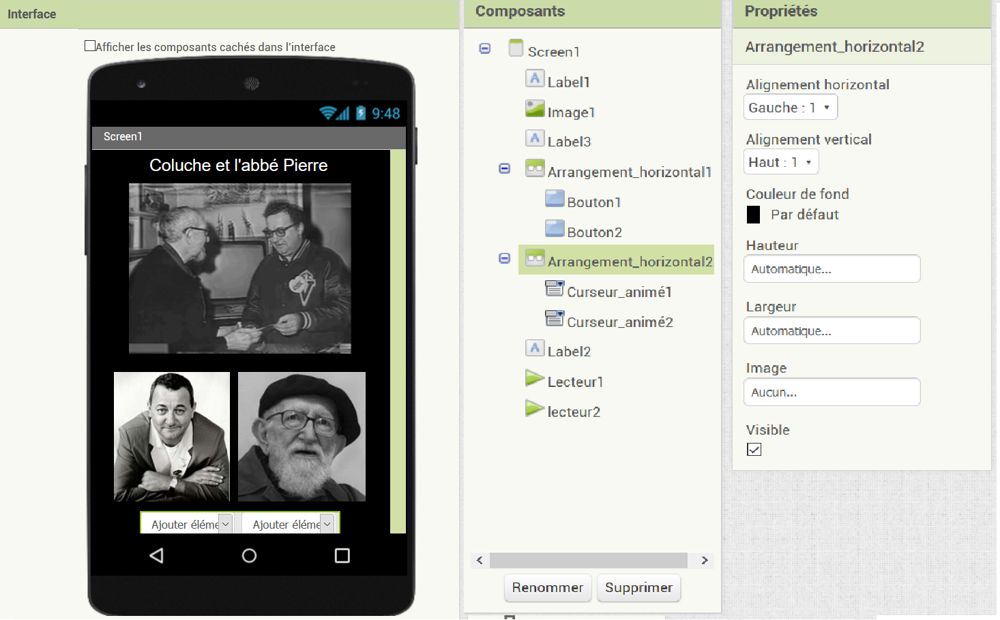 Interface
Afficher les composants cachés dans l'interface
9:48
Screen1
Coluche et l'abbé Pierre
Ajouter éléme
Ajouter éléme
Composants
Screen1
Label1
Image1
Label3
Arrangement_horizontal1
Bouton1
Bouton2
Arrangement_horizontal2
Curseur_animé1
Curseur_animé2
Label2
Lecteur1
lecteur2
Renommer
Supprimer
Propriétés
Arrangement_horizontal2
Alignement horizontal
Gauche : 1
Alignement vertical
Haut : 1
Couleur de fond
Par défaut
Hauteur
Automatique...
Largeur
Automatique...
Image
Aucun...
Visible